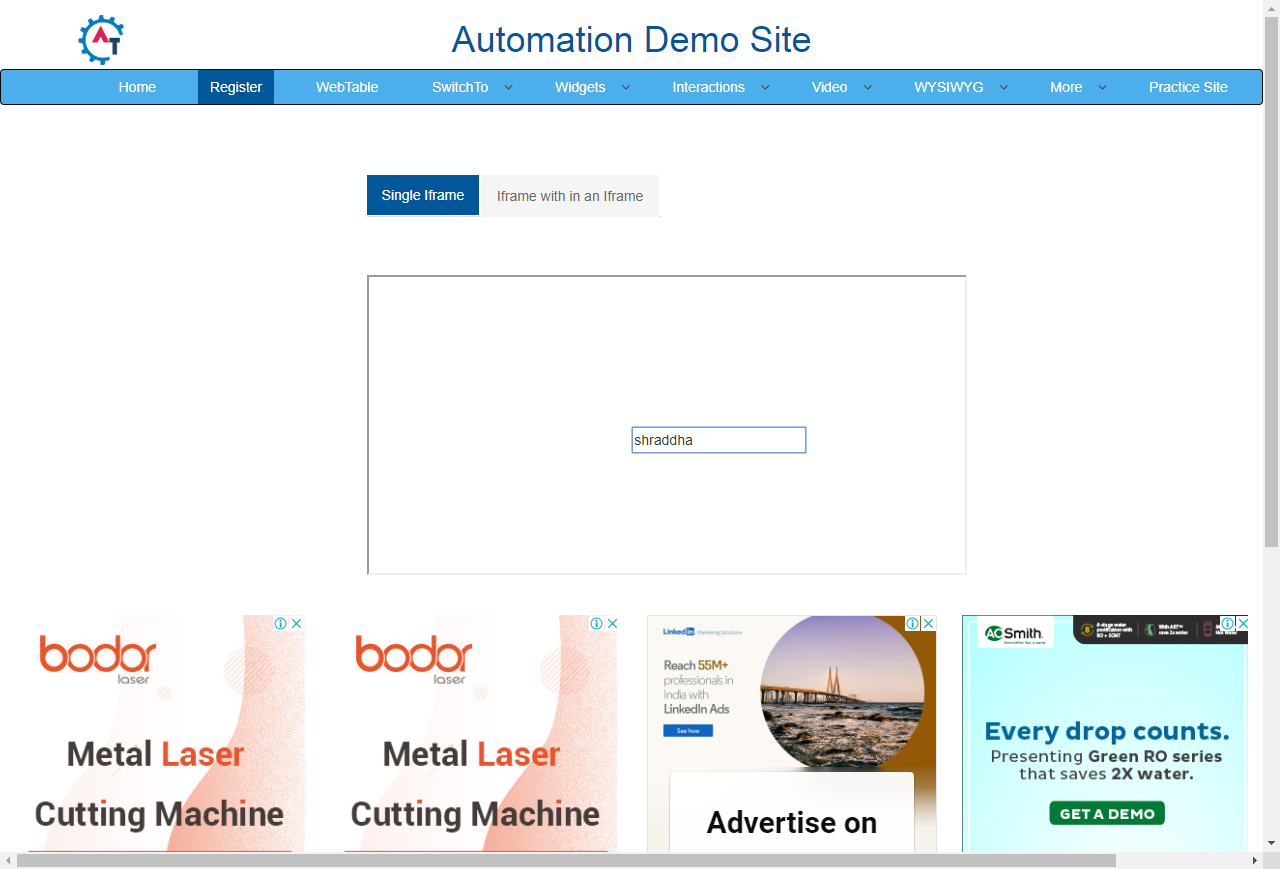 Automation Demo Site
Home Register WebTable SwitchTo Widgets Interactions Video WYSIWYG More Practice Site
Single Iframe Iframe with in an Iframe
shraddha
bodor
laser
Metal Laser
Cutting Machine
bodor
laser
Metal Laser
Cutting Machine
LinkedIn Marketing Solutions
Reach 55M+
professionals in
India with
LinkedIn Ads
See how
Advertise on
AO Smith.
Every drop counts.
Presenting Green RO series
that saves 2X water.
GET A DEMO